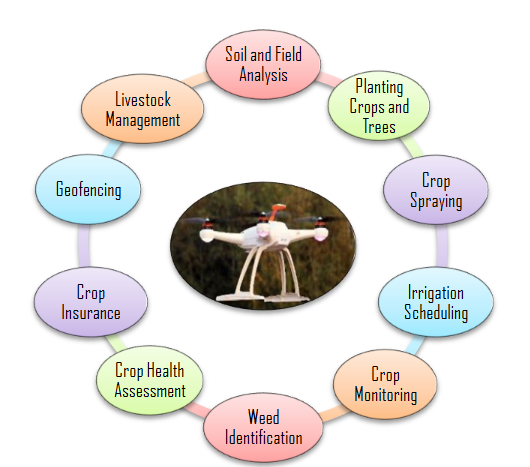 Soil and Field
Analysis
Planting
Crops and
Trees
Crop
Spraying
Irrigation
Scheduling
Crop
Monitoring
Weed
Identification
Crop Health
Assessment
Crop
Insurance
Geofencing
Livestock
Management